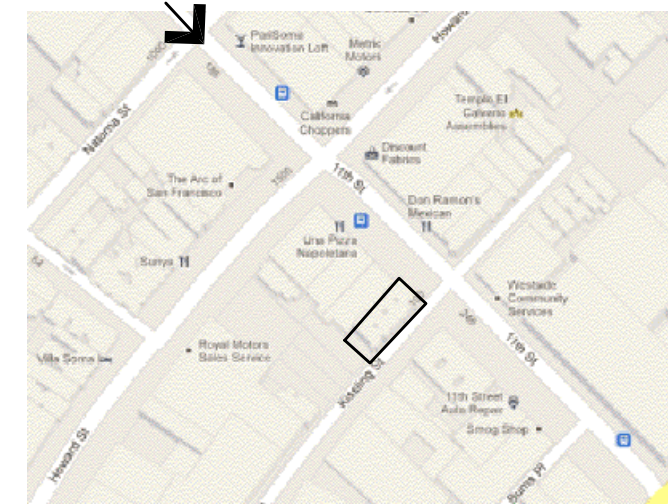 ParlSoma
Innovation Loft
Metric
Motors
Howard
Natoma St
California
Choppers
Temple El
Calvario
Assemblies
Discount
Fabrics
The Arc of
San Francisco
11th St
Don Ramon's
Mexican
Una Pizza
Napoletana
Sunya
Westside
Community
Services
11th St
Royal Motors
Sales Service
Villa Soma
Kissling St
11th Street
Auto Repair
Smog Shop
Howard St
Burns Pl